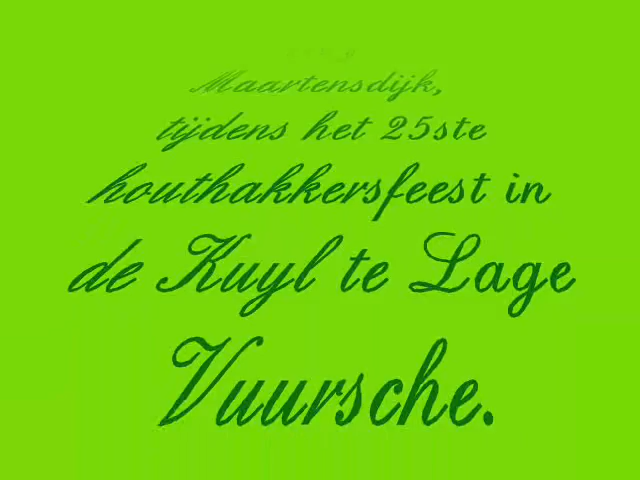 Maartensdijk,
tijdens het 25ste
houthakkersfeest in
de Kuyl te Lage
Vuursche.